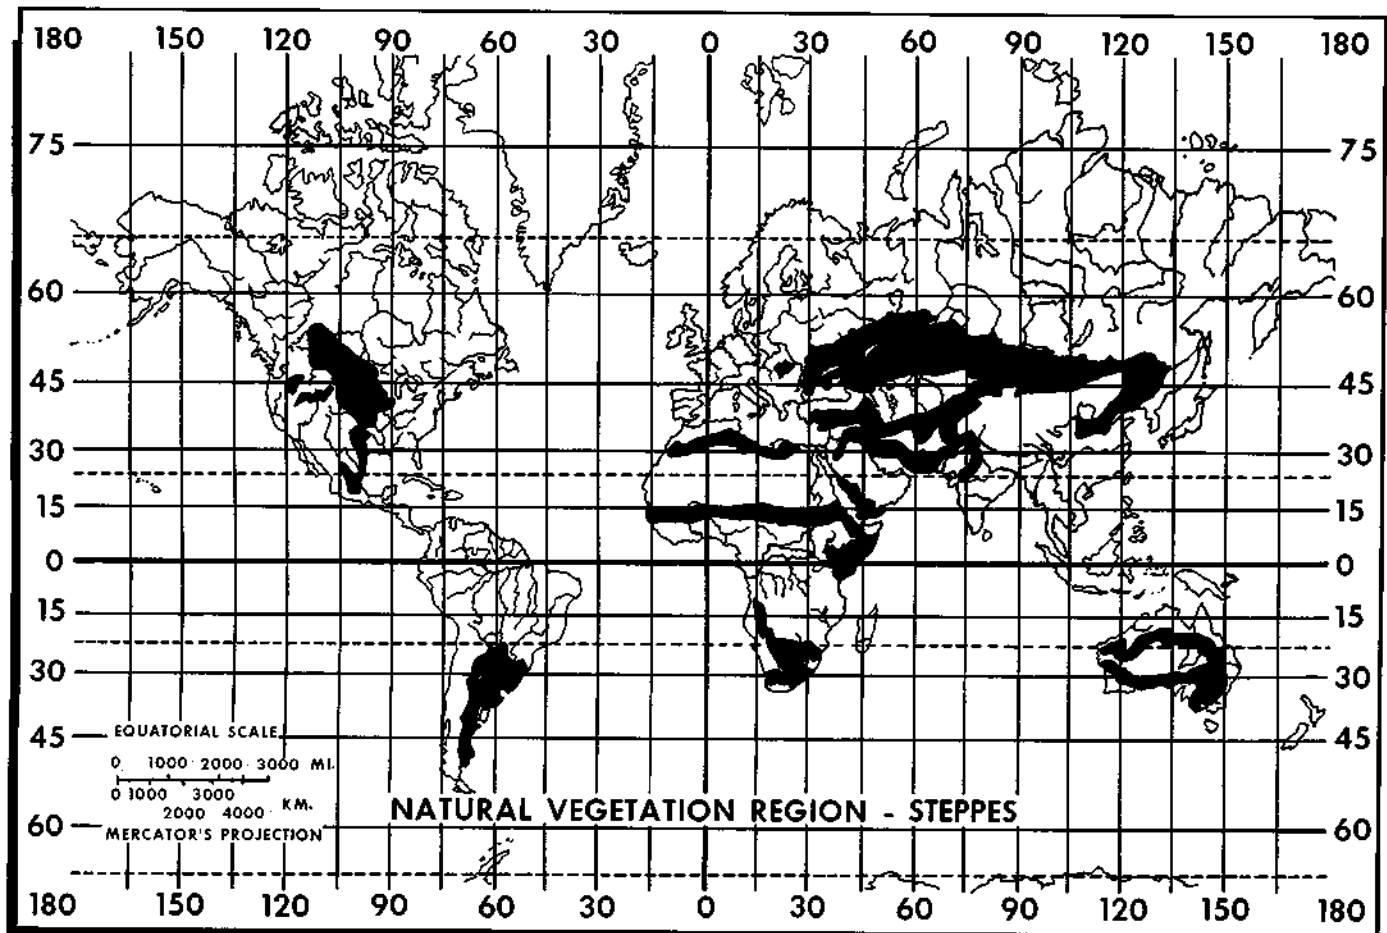 180 150 120 90 60 30 0 30 60 90 120 150 180
75 75
60 60
45 45
30 30
15 15
0 0
15 15
30 30
45 45
EQUATORIAL SCALE
0 1000 2000 3000 MI.
0 1000 3000
2000 4000 KM.
NATURAL VEGETATION REGION - STEPPES
60 60
MERCATOR'S PROJECTION
180 150 120 90 60 30 0 30 60 90 120 150 180